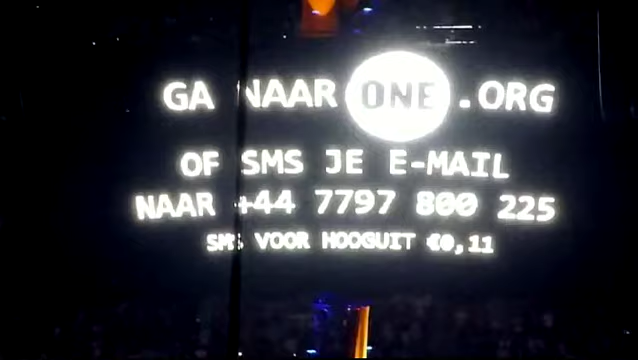 GA NAAR ONE.ORG
OF SMS JE E-MAIL
NAAR +44 7797 800 225
SMS VOOR HOOGUIT €0,11